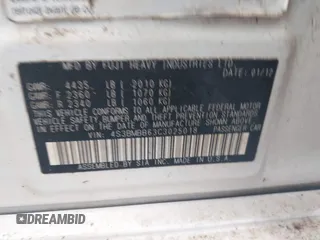 MFD BY FUJI HEAVY INDUSTRIES LTD.
DATE: 01/12
GVWR: 4435 LB ( 2010 KG)
GAWR: F 2360 LB ( 1070 KG)
GAWR: R 2340 LB ( 1060 KG)
THIS VEHICLE CONFORMS TO ALL APPLICABLE FEDERAL MOTOR
VEHICLE SAFETY, BUMPER, AND THEFT PREVENTION STANDARDS
IN EFFECT ON THE DATE OF MANUFACTURE SHOWN ABOVE.
VIN: 4S3BMBB63C3025018 PASSENGER CAR
ASSEMBLED BY SIA INC. MADE IN U.S.A.